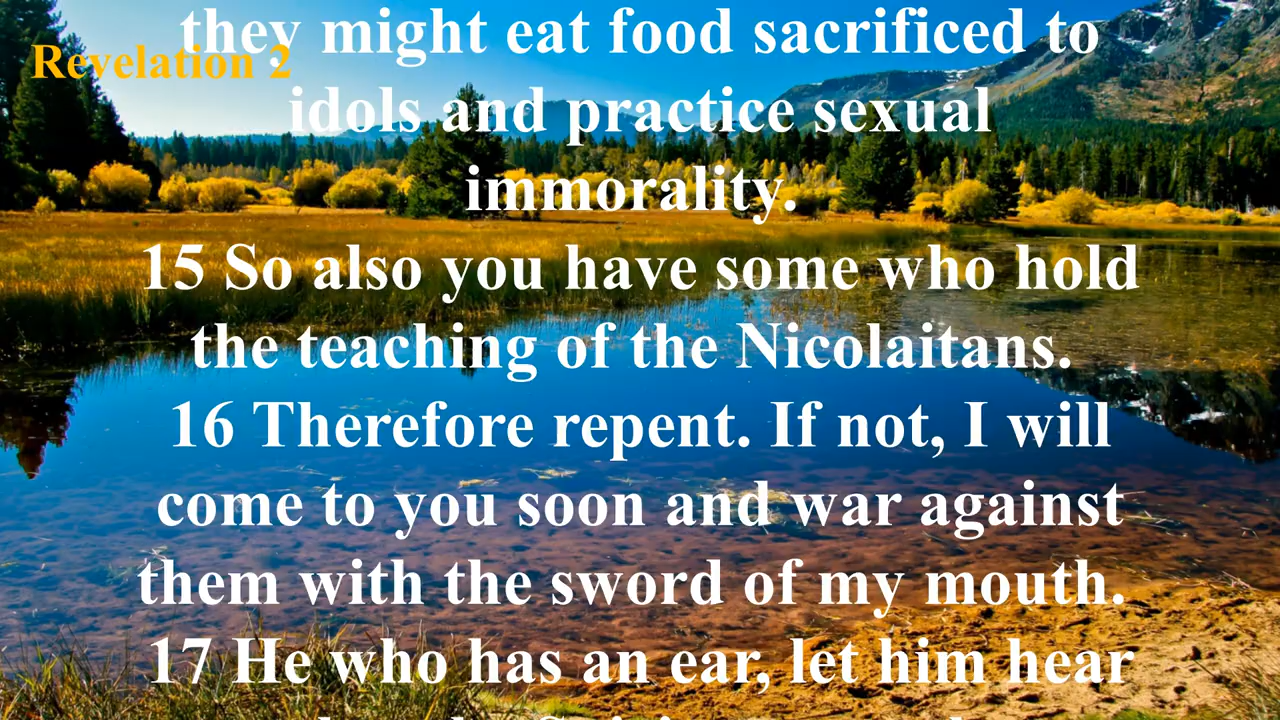 they might eat food sacrificed to
Revelation 2
idols and practice sexual
immorality.
15 So also you have some who hold
the teaching of the Nicolaitans.
16 Therefore repent. If not, I will
come to you soon and war against
them with the sword of my mouth.
17 He who has an ear, let him hear